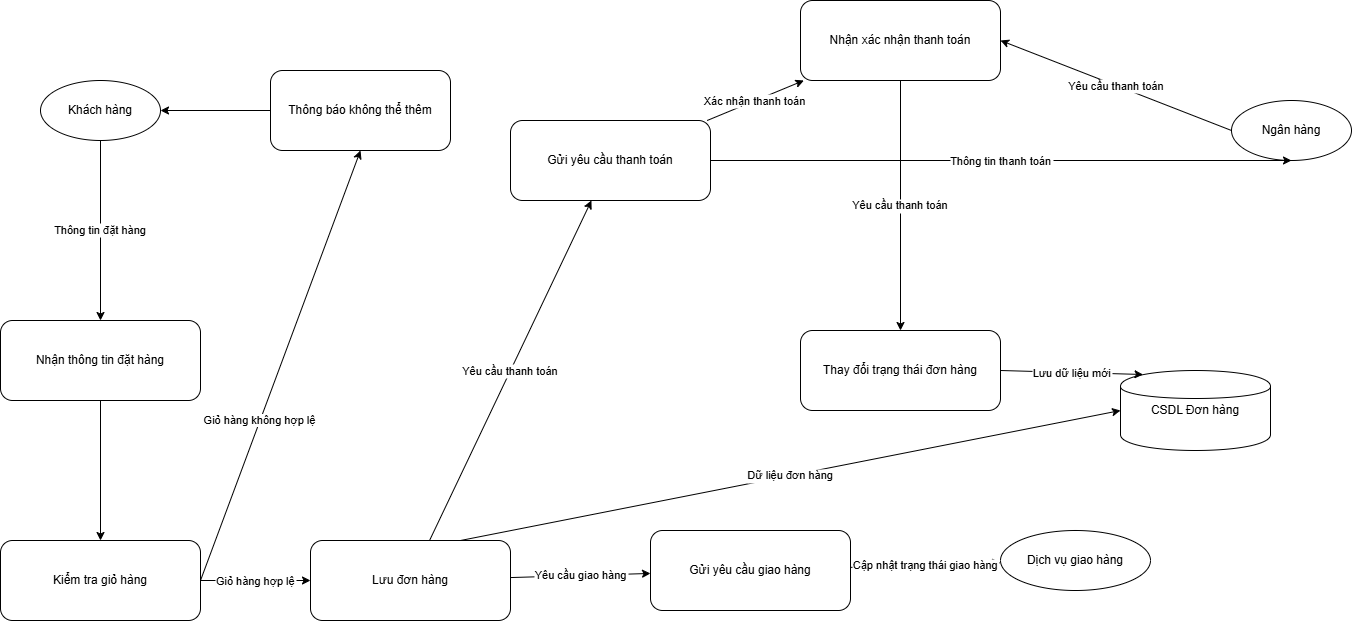 Nhận xác nhận thanh toán
Yêu cầu thanh toán
Khách hàng
Thông báo không thể thêm
Xác nhận thanh toán
Ngân hàng
Gửi yêu cầu thanh toán
Thông tin thanh toán
Yêu cầu thanh toán
Thông tin đặt hàng
Nhận thông tin đặt hàng
Yêu cầu thanh toán
Thay đổi trạng thái đơn hàng
Lưu dữ liệu mới
CSDL Đơn hàng
Giỏ hàng không hợp lệ
Dữ liệu đơn hàng
Kiểm tra giỏ hàng
Giỏ hàng hợp lệ
Lưu đơn hàng
Yêu cầu giao hàng
Gửi yêu cầu giao hàng
Cập nhật trạng thái giao hàng
Dịch vụ giao hàng